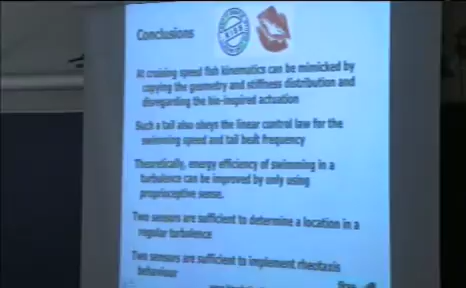 Conclusions
K.I.S.S.
At cruising speed fish kinematics can be mimicked by
copying the geometry and stiffness distribution and
disregarding the bio-inspired actuation
Such a tail also obeys the linear control law for the
swimming speed and tail beat frequency
Theoretically, energy efficiency of swimming in a
turbulence can be improved by only using
proprioceptive sense.
Two sensors are sufficient to determine a location in a
regular turbulence
Two sensors are sufficient to implement rheotaxis
behaviour